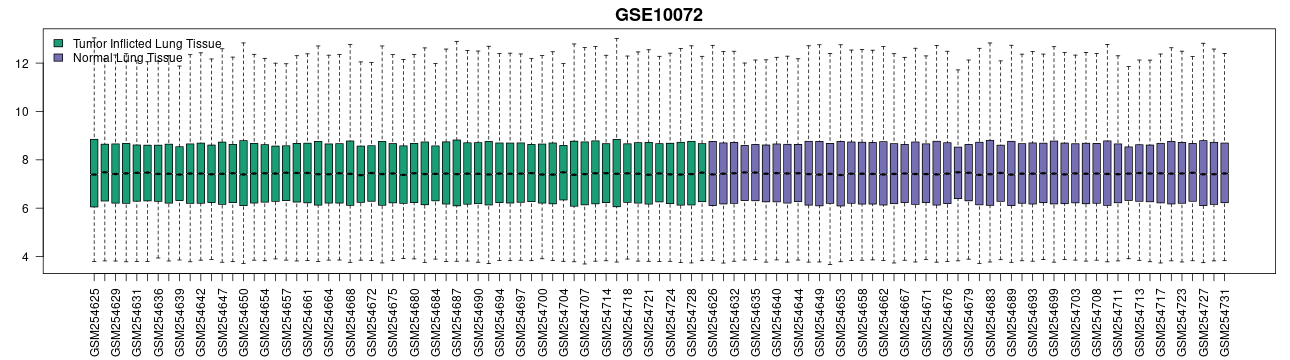 GSE10072
Tumor Inflicted Lung Tissue
Normal Lung Tissue
12
10
8
6
4
GSM254625
GSM254629
GSM254631
GSM254636
GSM254639
GSM254642
GSM254647
GSM254650
GSM254654
GSM254657
GSM254661
GSM254664
GSM254668
GSM254672
GSM254675
GSM254680
GSM254684
GSM254687
GSM254690
GSM254694
GSM254697
GSM254700
GSM254704
GSM254707
GSM254714
GSM254718
GSM254721
GSM254724
GSM254728
GSM254626
GSM254632
GSM254635
GSM254640
GSM254644
GSM254649
GSM254653
GSM254658
GSM254662
GSM254667
GSM254671
GSM254676
GSM254679
GSM254683
GSM254689
GSM254693
GSM254699
GSM254703
GSM254708
GSM254711
GSM254713
GSM254717
GSM254723
GSM254727
GSM254731